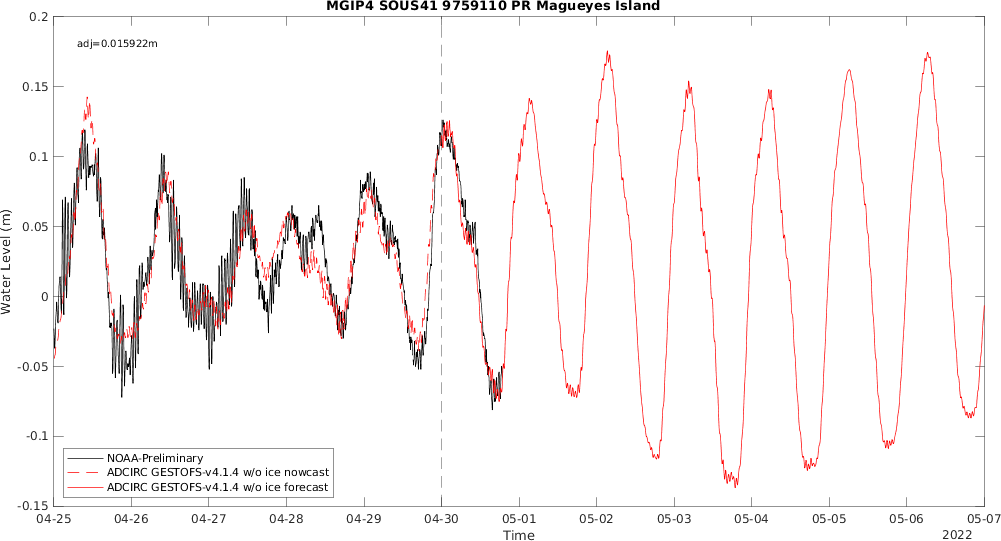 MGIP4 SOUS41 9759110 PR Magueyes Island
adj=0.015922m
Water Level (m)
0.2
0.15
0.1
0.05
0
-0.05
-0.1
-0.15
NOAA-Preliminary
ADCIRC GESTOFS-v4.1.4 w/o ice nowcast
ADCIRC GESTOFS-v4.1.4 w/o ice forecast
04-25 04-26 04-27 04-28 04-29 04-30 05-01 05-02 05-03 05-04 05-05 05-06 05-07
Time
2022